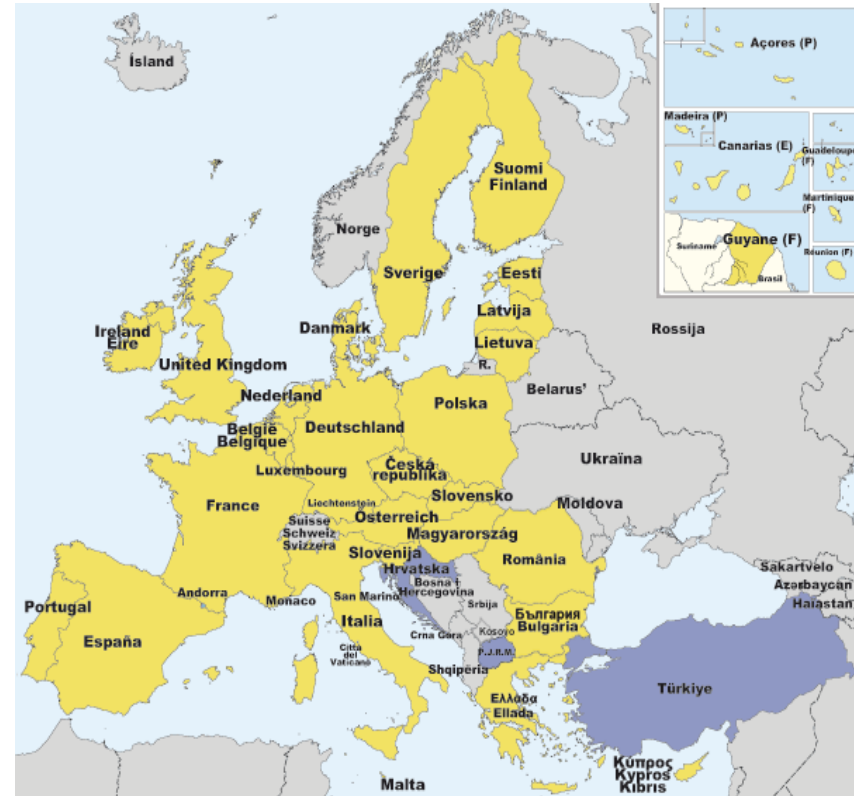 Ísland
Açores (P)
Madeira (P)
Canarias (E)
Guadeloupe
(F)
Martinique
(F)
Guyane (F)
Suriname
Brasil
Réunion (F)
Suomi
Finland
Norge
Sverige
Eesti
Latvija
Lietuva
R.
Rossija
Danmark
Ireland
Éire
United Kingdom
Belarus'
Nederland
Polska
België
Belgique
Deutschland
Ukraïna
Luxembourg
Česká
republika
Slovensko
France
Liechtenstein
Moldova
Suisse
Schweiz
Svizzera
Österreich
Magyarország
România
Slovenija
Hrvatska
Bosna i
Hercegovina
Sakartvelo
Azərbaycan
Haïastan
Andorra
Monaco
San Marino
Srbija
Portugal
España
Italia
България
Bulgaria
Crna Gora
Kosovo
P.J.R.M.
Città
del
Vaticano
Shqipëria
Türkiye
Ελλάδα
Ellada
Κύπρος
Kypros
Kibris
Malta